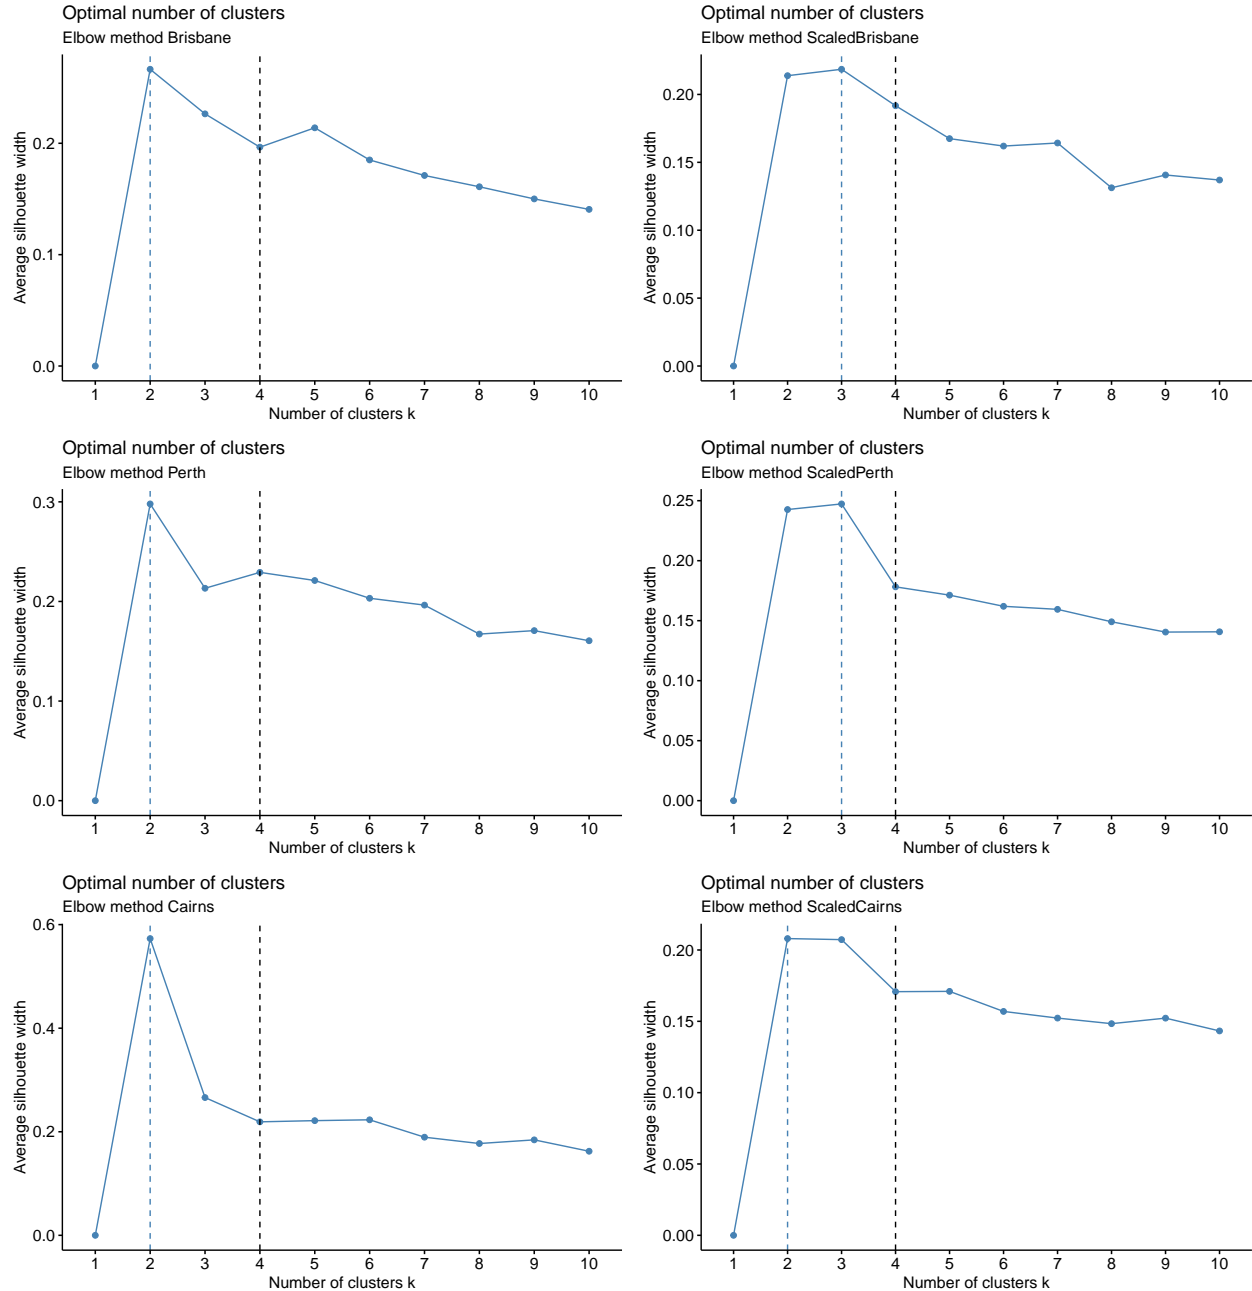 Optimal number of clusters
Elbow method Brisbane
Average silhouette width
0.2
0.1
0.0
1 2 3 4 5 6 7 8 9 10
Number of clusters k
Optimal number of clusters
Elbow method ScaledBrisbane
Average silhouette width
0.20
0.15
0.10
0.05
0.00
1 2 3 4 5 6 7 8 9 10
Number of clusters k
Optimal number of clusters
Elbow method Perth
Average silhouette width
0.3
0.2
0.1
0.0
1 2 3 4 5 6 7 8 9 10
Number of clusters k
Optimal number of clusters
Elbow method ScaledPerth
Average silhouette width
0.25
0.20
0.15
0.10
0.05
0.00
1 2 3 4 5 6 7 8 9 10
Number of clusters k
Optimal number of clusters
Elbow method Cairns
Average silhouette width
0.6
0.4
0.2
0.0
1 2 3 4 5 6 7 8 9 10
Number of clusters k
Optimal number of clusters
Elbow method ScaledCairns
Average silhouette width
0.20
0.15
0.10
0.05
0.00
1 2 3 4 5 6 7 8 9 10
Number of clusters k